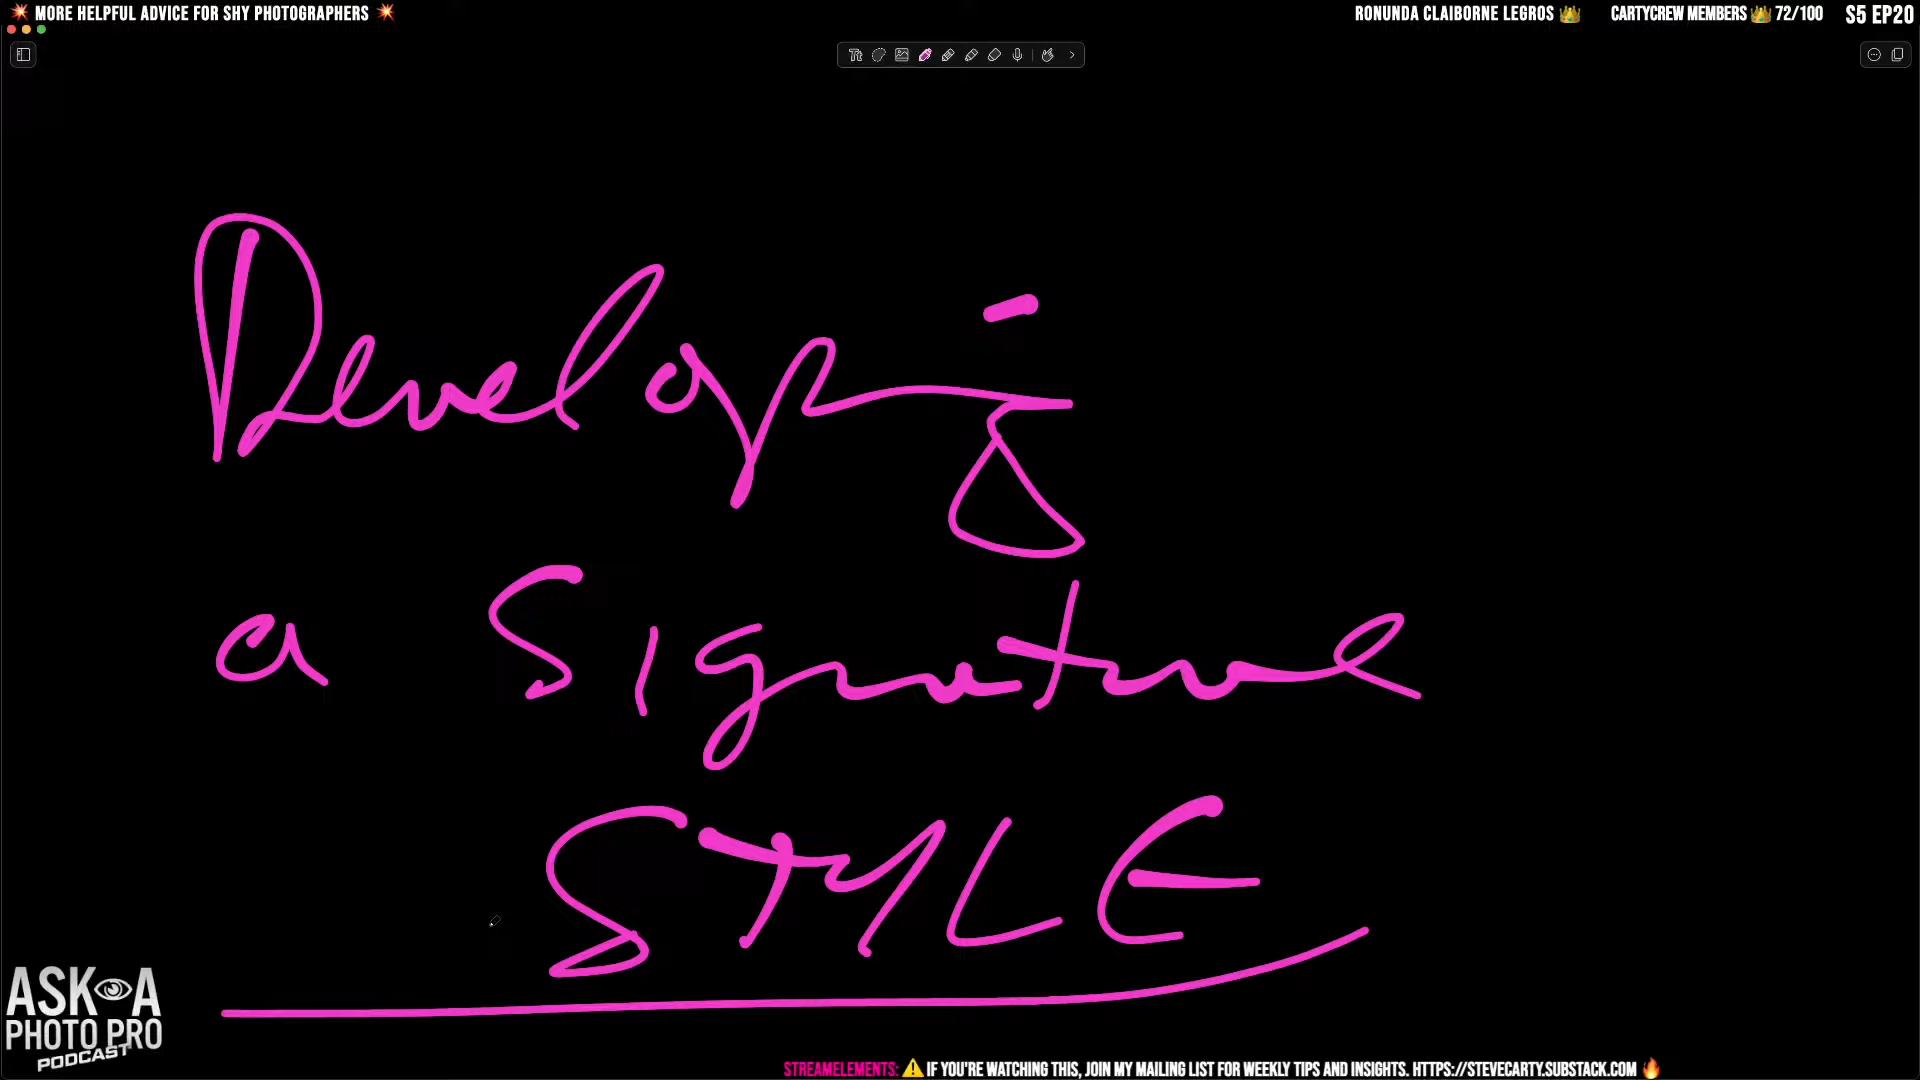 💥 MORE HELPFUL ADVICE FOR SHY PHOTOGRAPHERS 💥
RONUNDA CLAIBORNE LEGROS 👑 CARTYCREW MEMBERS 👑 72/100 S5 EP20
Developing
a Signature
STYLE
ASK A
PHOTO PRO
PODCAST
STREAMELEMENTS: ⚠️ IF YOU'RE WATCHING THIS, JOIN MY MAILING LIST FOR WEEKLY TIPS AND INSIGHTS. HTTPS://STEVECARTY.SUBSTACK.COM 🔥